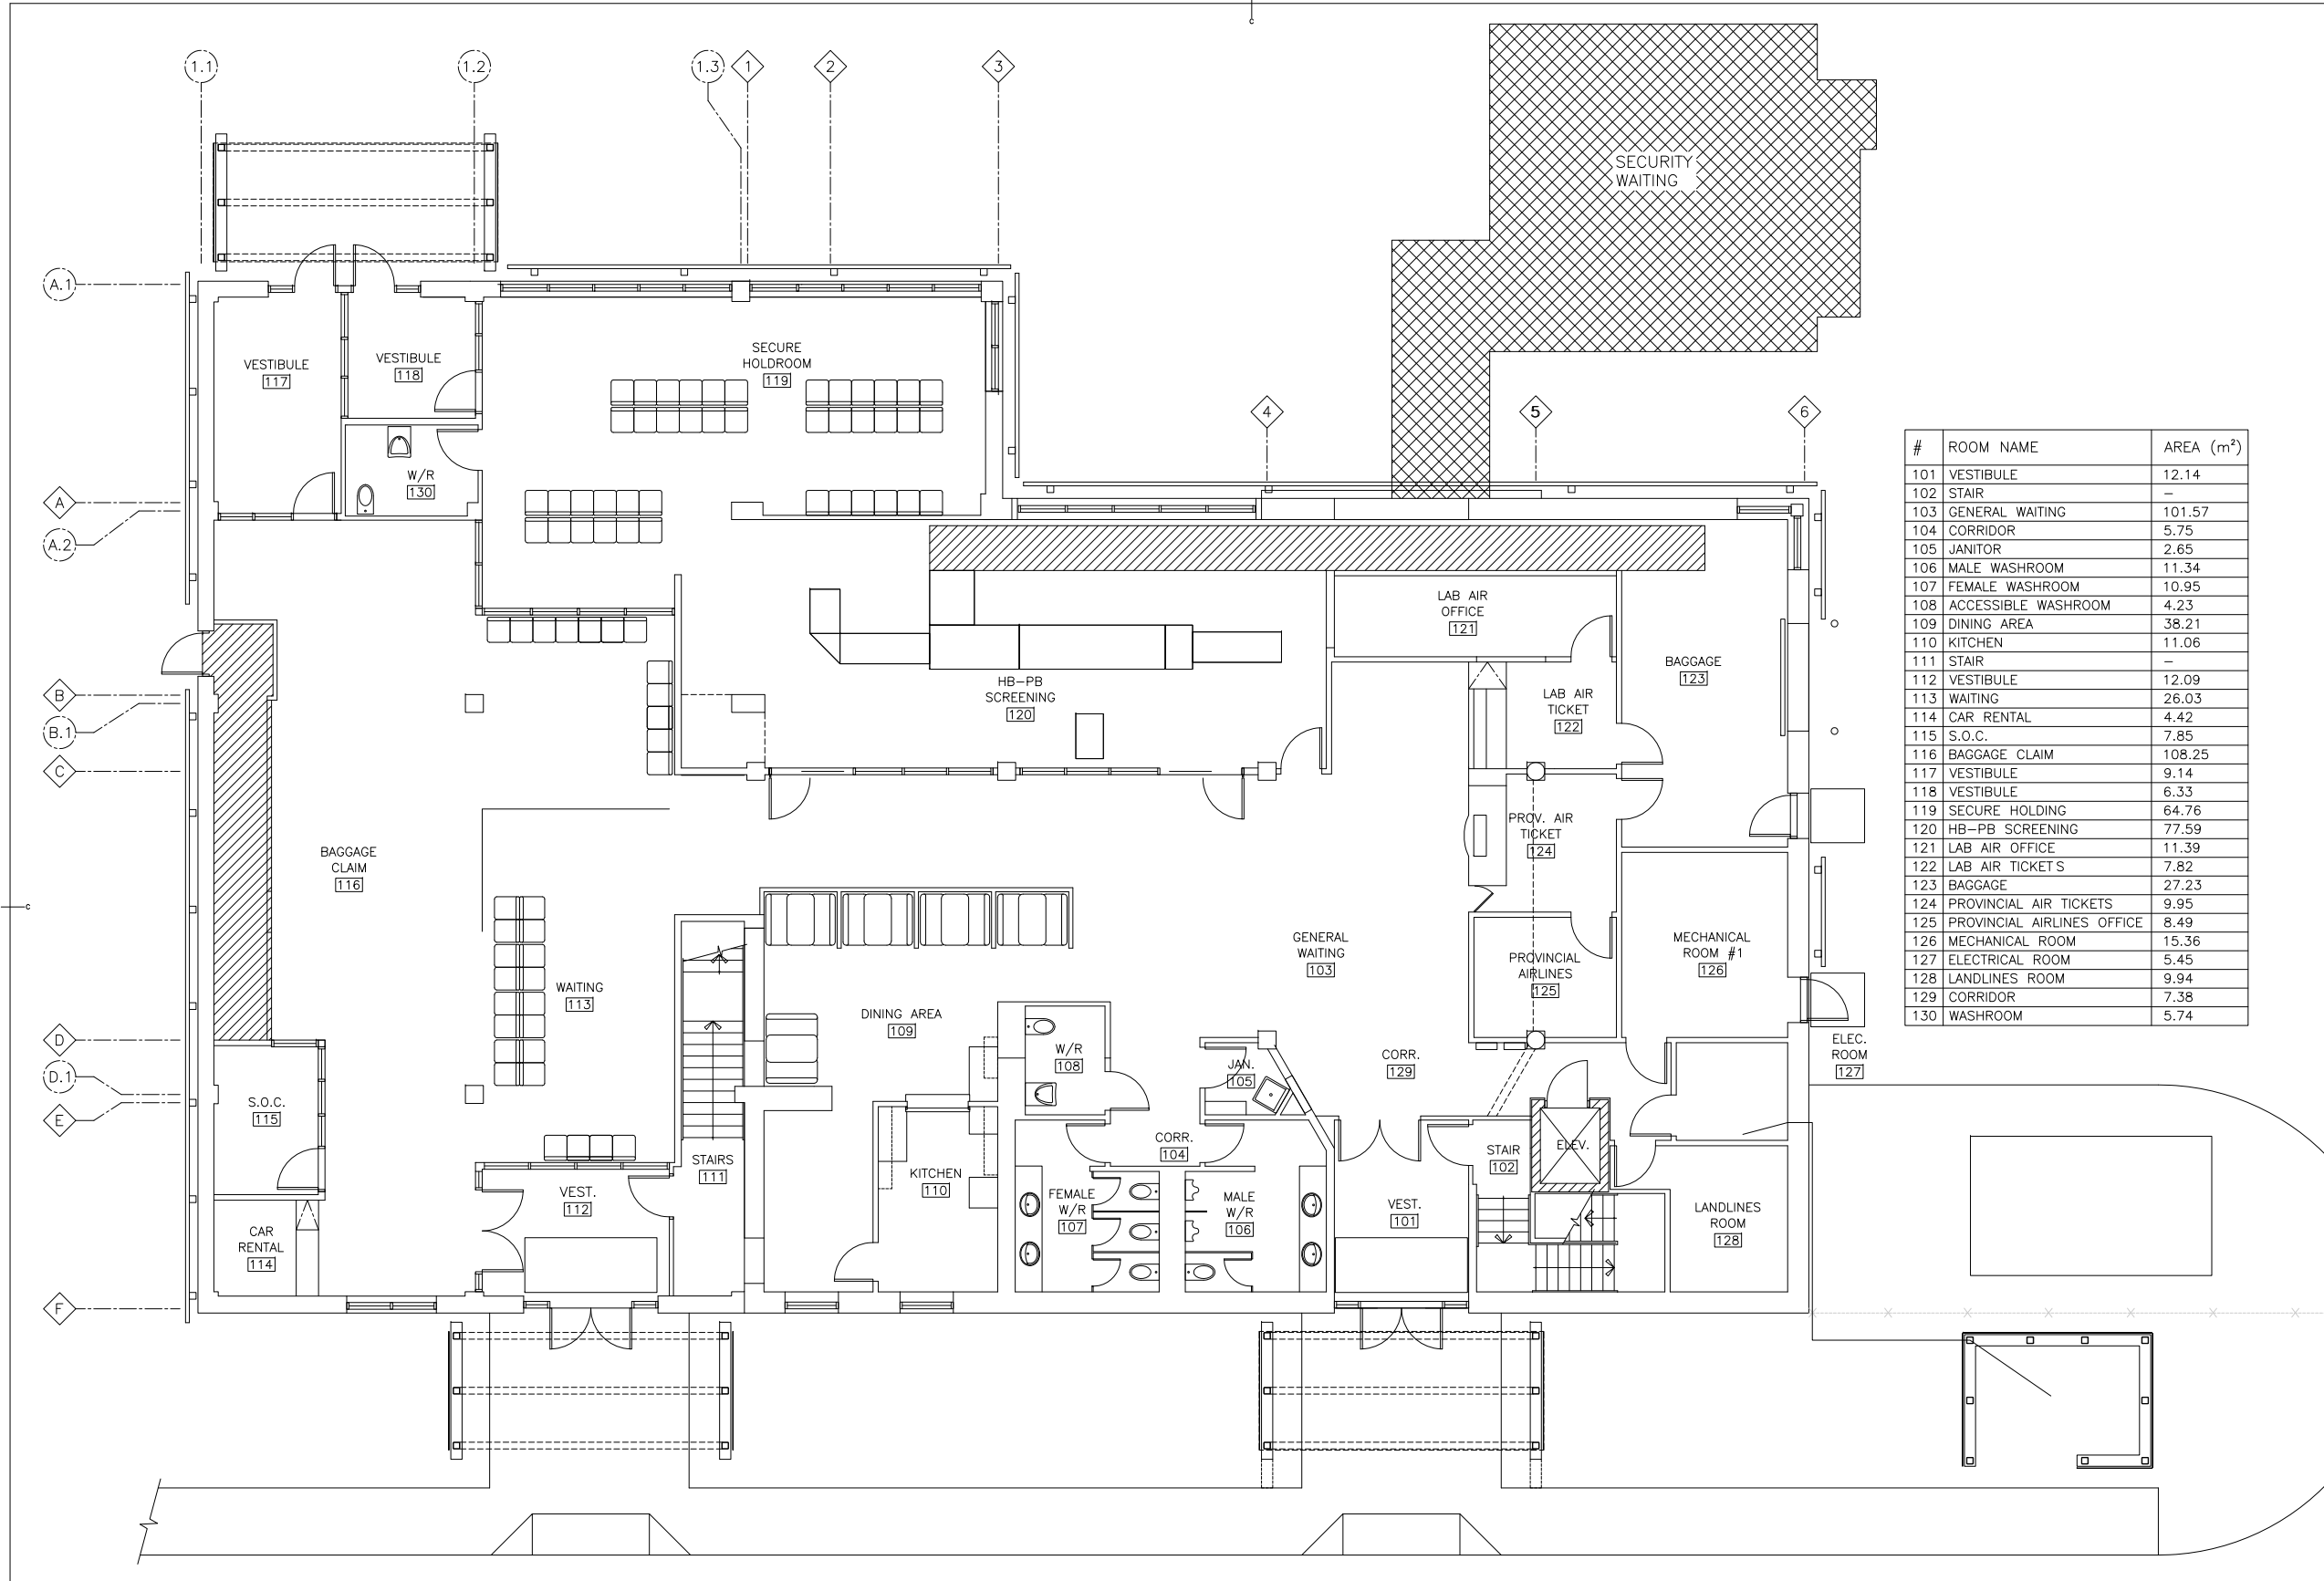 c
1.1
1.2
1.3
1
2
3
SECURITY
WAITING
A.1
VESTIBULE
117
VESTIBULE
118
SECURE
HOLDROOM
119
4
5
6
W/R
130
A
A.2
# ROOM NAME AREA (m²)
101 VESTIBULE 12.14
102 STAIR –
103 GENERAL WAITING 101.57
104 CORRIDOR 5.75
105 JANITOR 2.65
106 MALE WASHROOM 11.34
107 FEMALE WASHROOM 10.95
108 ACCESSIBLE WASHROOM 4.23
109 DINING AREA 38.21
110 KITCHEN 11.06
111 STAIR –
112 VESTIBULE 12.09
113 WAITING 26.03
114 CAR RENTAL 4.42
115 S.O.C. 7.85
116 BAGGAGE CLAIM 108.25
117 VESTIBULE 9.14
118 VESTIBULE 6.33
119 SECURE HOLDING 64.76
120 HB–PB SCREENING 77.59
121 LAB AIR OFFICE 11.39
122 LAB AIR TICKETS 7.82
123 BAGGAGE 27.23
124 PROVINCIAL AIR TICKETS 9.95
125 PROVINCIAL AIRLINES OFFICE 8.49
126 MECHANICAL ROOM 15.36
127 ELECTRICAL ROOM 5.45
128 LANDLINES ROOM 9.94
129 CORRIDOR 7.38
130 WASHROOM 5.74
LAB AIR
OFFICE
121
BAGGAGE
123
HB–PB
SCREENING
120
LAB AIR
TICKET
122
B
B.1
C
PROV. AIR
TICKET
124
BAGGAGE
CLAIM
116
c
GENERAL
WAITING
103
MECHANICAL
ROOM #1
126
PROVINCIAL
AIRLINES
125
WAITING
113
DINING AREA
109
D
D.1
E
W/R
108
JAN.
105
CORR.
129
ELEC.
ROOM
127
S.O.C.
115
CORR.
104
STAIR
102
ELEV.
STAIRS
111
KITCHEN
110
VEST.
112
FEMALE
W/R
107
MALE
W/R
106
VEST.
101
LANDLINES
ROOM
128
CAR
RENTAL
114
F